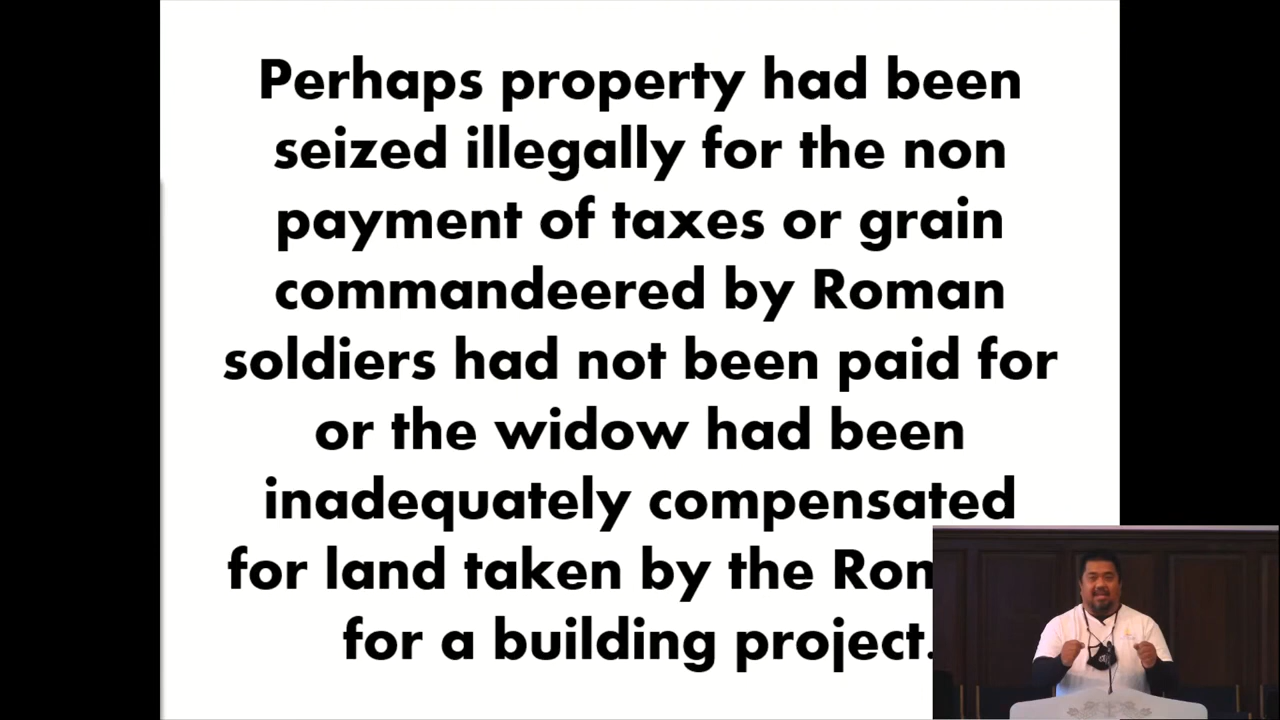 Perhaps property had been
seized illegally for the non
payment of taxes or grain
commandeered by Roman
soldiers had not been paid for
or the widow had been
inadequately compensated
for land taken by the
for a building project.